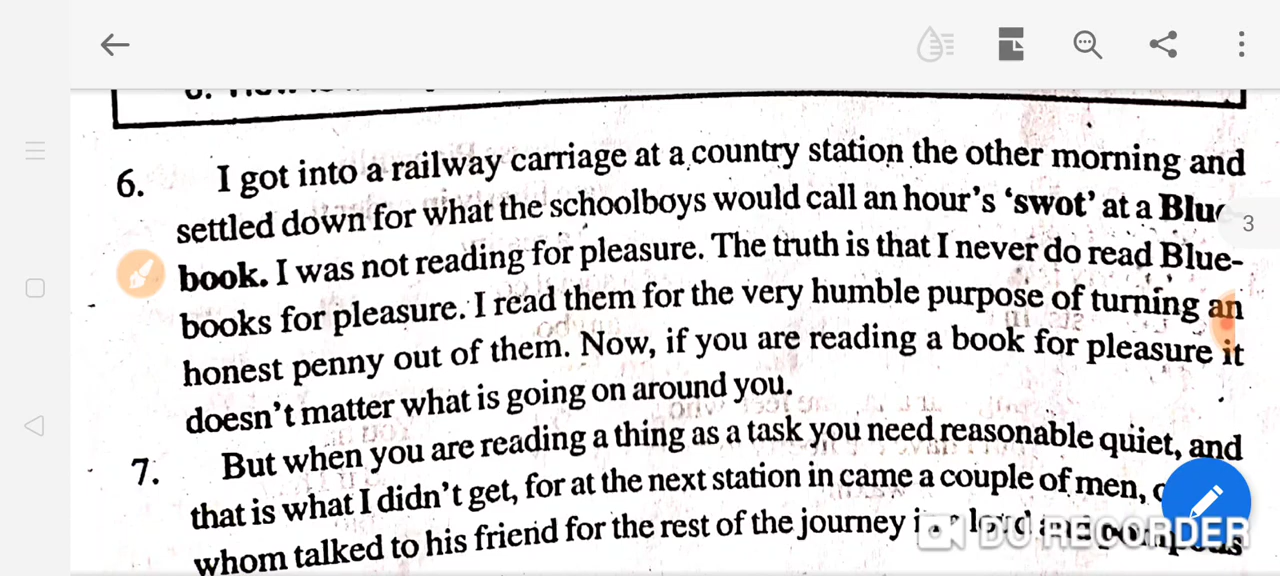 6. I got into a railway carriage at a country station the other morning and
settled down for what the schoolboys would call an hour's 'swot' at a
book. I was not reading for pleasure. The truth is that I never do read Blue-
books for pleasure. I read them for the very humble purpose of turning an
honest penny out of them. Now, if you are reading a book for pleasure it
doesn't matter what is going on around you.
7. But when you are reading a thing as a task you need reasonable quiet, and
that is what I didn't get, for at the next station in came a couple of men,
whom talked to his friend for the rest of the journey
3
DU RECORDER